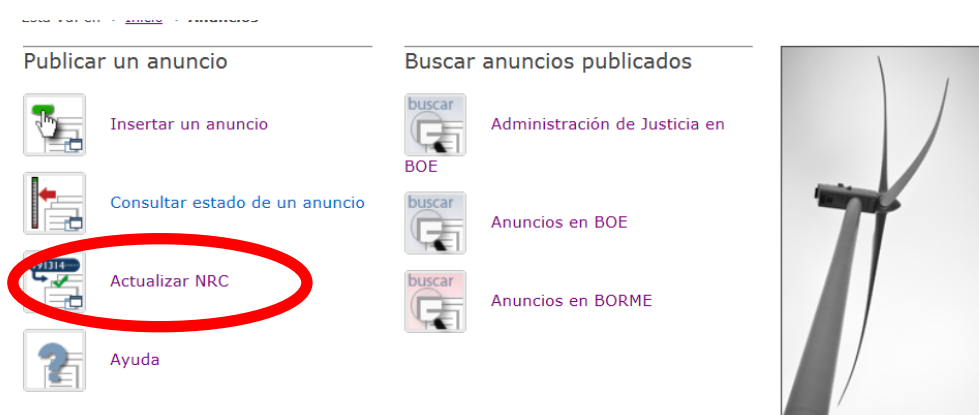 Publicar un anuncio
Insertar un anuncio
Consultar estado de un anuncio
91314
Actualizar NRC
Ayuda
Buscar anuncios publicados
buscar
Administración de Justicia en
BOE
buscar
Anuncios en BOE
buscar
Anuncios en BORME